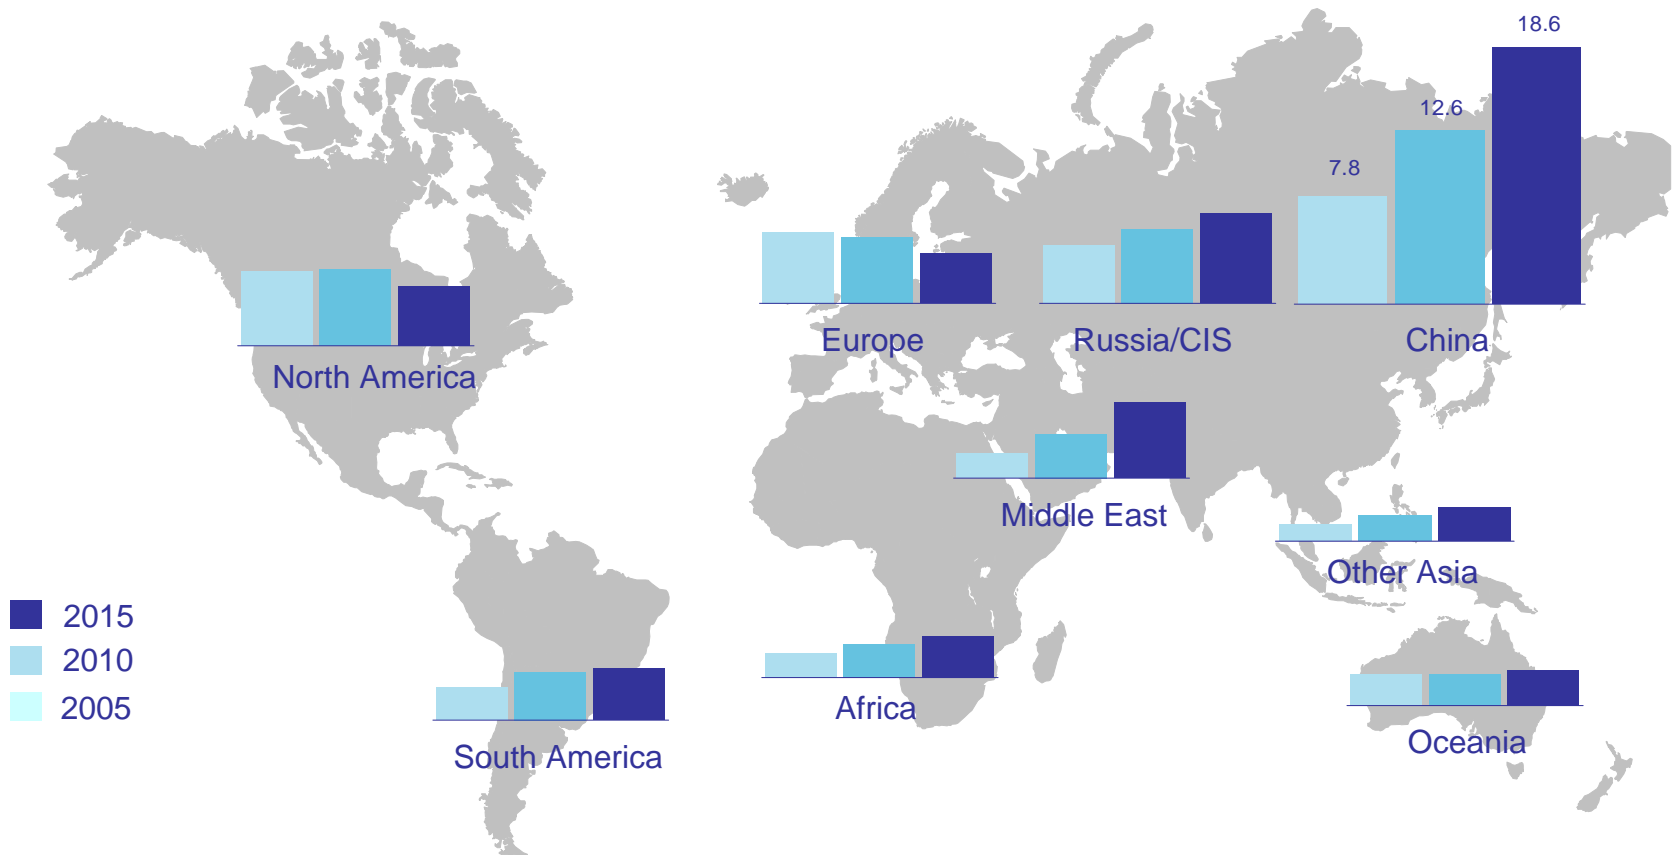 18.6
12.6
7.8
Europe
Russia/CIS
China
North America
Middle East
Other Asia
2015
2010
2005
Africa
South America
Oceania